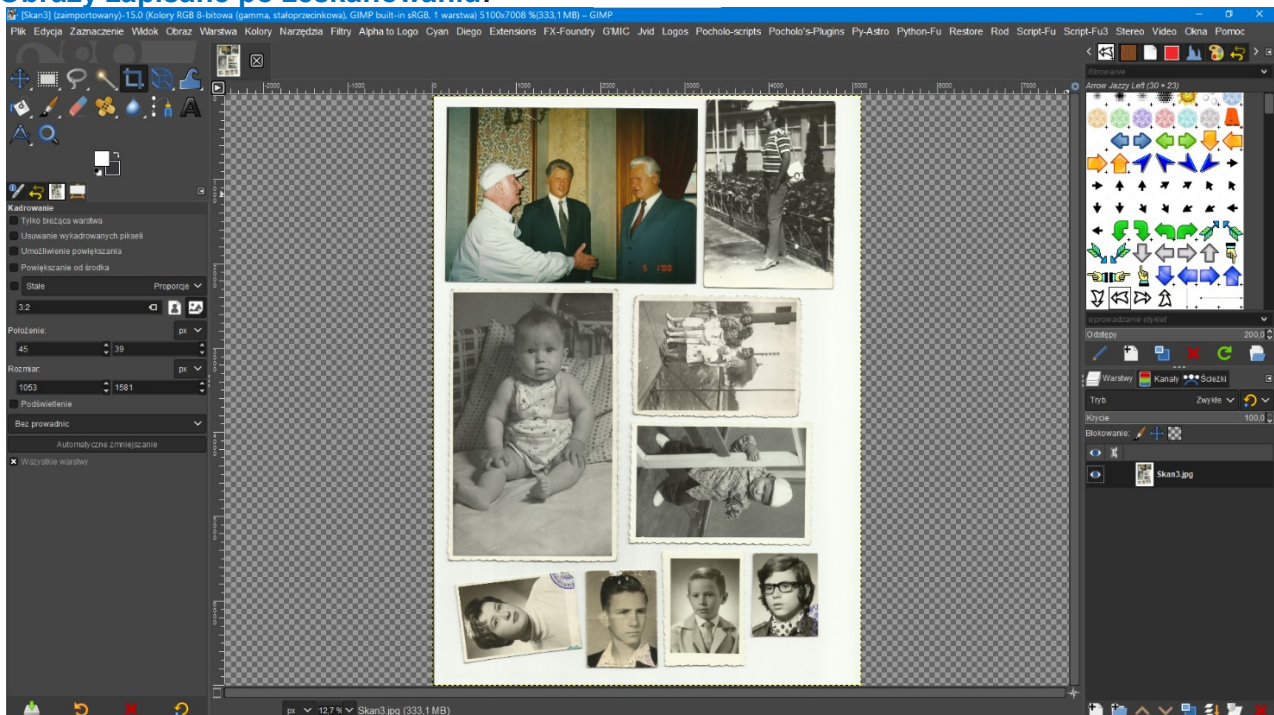 Obrazy zapisane po zeskanowaniu.
[Skan3] (zaimportowany)-15.0 (Kolory RGB 8-bitowa (gamma, stałoprzecinkowa), GIMP built-in sRGB, 1 warstwa) 5100x7008 %(333,1 MB) – GIMP
Plik Edycja Zaznaczenie Widok Obraz Warstwa Kolory Narzędzia Filtry Alpha to Logo Cyan Diego Extensions FX-Foundry G'MIC Jvid Logos Pocholo-scripts Pocholo's-Plugins Py-Astro Python-Fu Restore Rod Script-Fu Script-Fu3 Stereo Video Okna Pomoc
filtrowanie
Arrow Jazzy Left (30 × 23)
Kadrowanie
Tylko bieżąca warstwa
Usuwanie wykadrowanych pikseli
Umożliwienie powiększania
Powiększanie od środka
Stałe Proporcje
3:2
Położenie: px
45 39
Rozmiar: px
1053 1581
Podświetlenie
Bez prowadnic
Automatyczne zmniejszanie
Wszystkie warstwy
wprowadzanie etykiet
Odstępy 200,0
Warstwy Kanały Ścieżki
Tryb Zwykłe
Krycie 100,0
Blokowanie:
Skan3.jpg
px 12,7 % Skan3.jpg (333,1 MB)